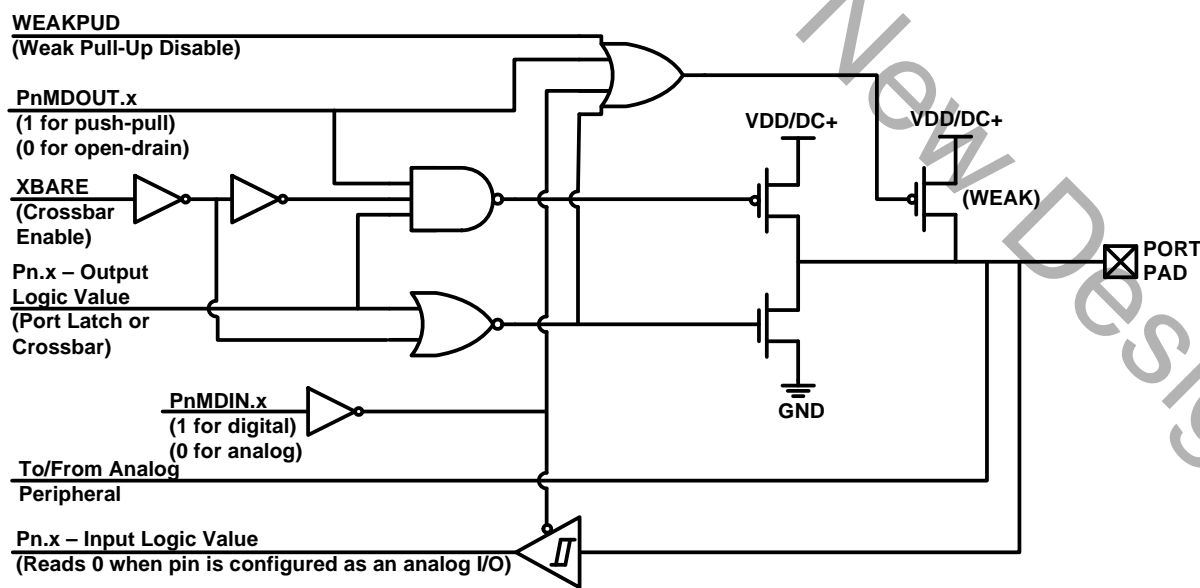 WEAKPUD
(Weak Pull-Up Disable)
PnMDOUT.x
(1 for push-pull)
(0 for open-drain)
XBARE
(Crossbar
Enable)
Pn.x – Output
Logic Value
(Port Latch or
Crossbar)
PnMDIN.x
(1 for digital)
(0 for analog)
To/From Analog
Peripheral
Pn.x – Input Logic Value
(Reads 0 when pin is configured as an analog I/O)
VDD/DC+
GND
VDD/DC+
(WEAK)
PORT
PAD
New